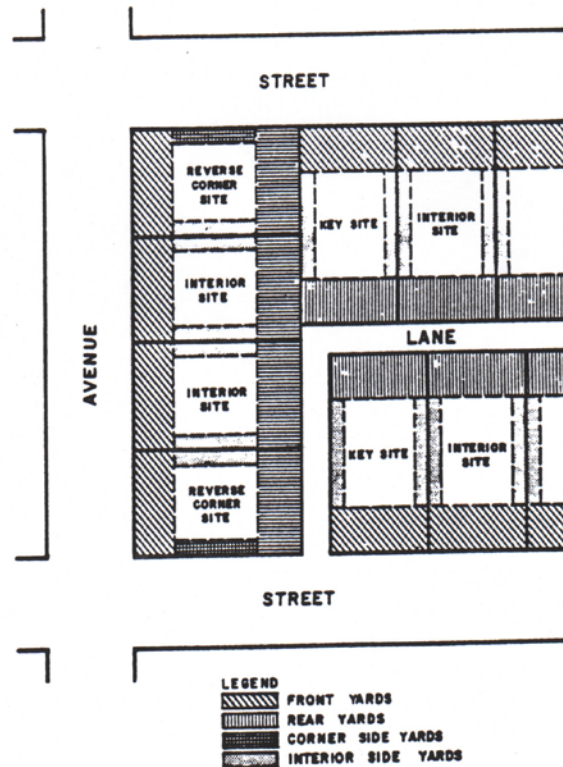 STREET
REVERSE
CORNER
SITE
KEY SITE
INTERIOR
SITE
INTERIOR
SITE
LANE
AVENUE
INTERIOR
SITE
KEY SITE
INTERIOR
SITE
REVERSE
CORNER
SITE
STREET
LEGEND
FRONT YARDS
REAR YARDS
CORNER SIDE YARDS
INTERIOR SIDE YARDS